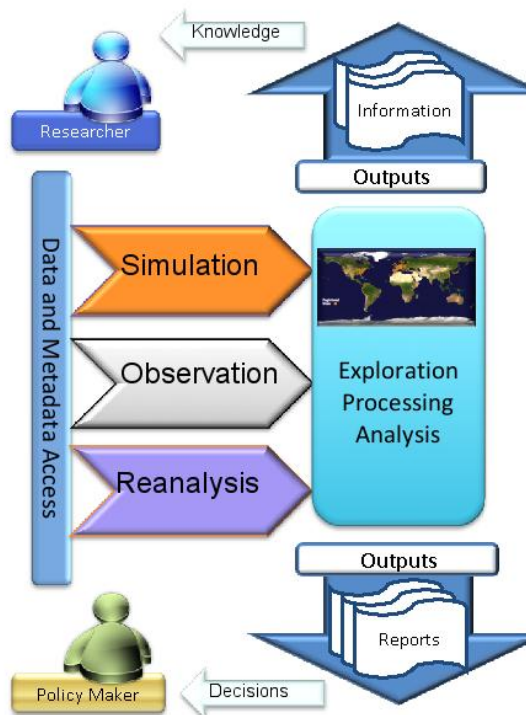 Knowledge
Researcher
Information
Outputs
Data and Metadata Access
Simulation
Observation
Reanalysis
Exploration
Processing
Analysis
Outputs
Reports
Policy Maker
Decisions